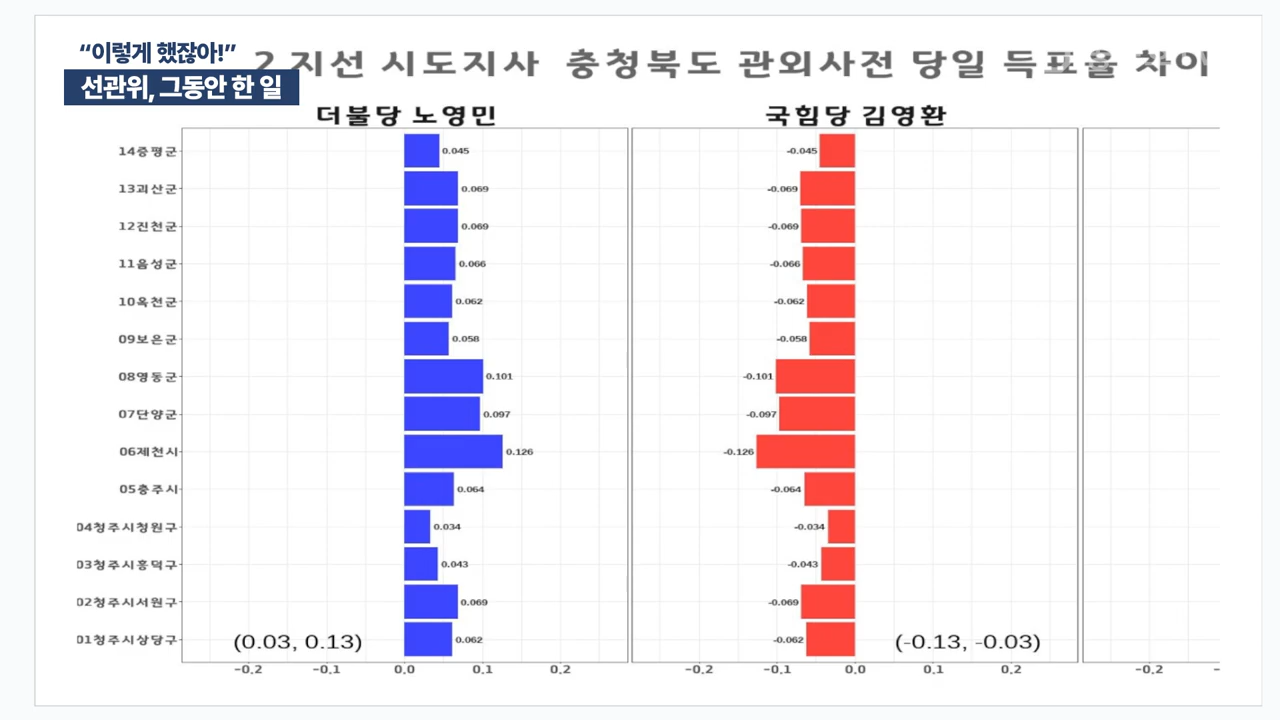 “이렇게 했잖아!”
선관위, 그동안 한 일
2 지선 시도지사 충청북도 관외사전 당일 득표율 차이
더불당 노영민
국힘당 김영환
14증평군
0.045
-0.045
13괴산군
0.069
-0.069
12진천군
0.069
-0.069
11음성군
0.066
-0.066
10옥천군
0.062
-0.062
09보은군
0.058
-0.058
08영동군
0.101
-0.101
07단양군
0.097
-0.097
06제천시
0.126
-0.126
05충주시
0.064
-0.064
04청주시청원구
0.034
-0.034
03청주시흥덕구
0.043
-0.043
02청주시서원구
0.069
-0.069
01청주시상당구
0.062
-0.062
(0.03, 0.13)
(-0.13, -0.03)
-0.2 -0.1 0.0 0.1 0.2
-0.2 -0.1 0.0 0.1 0.2
-0.2 -